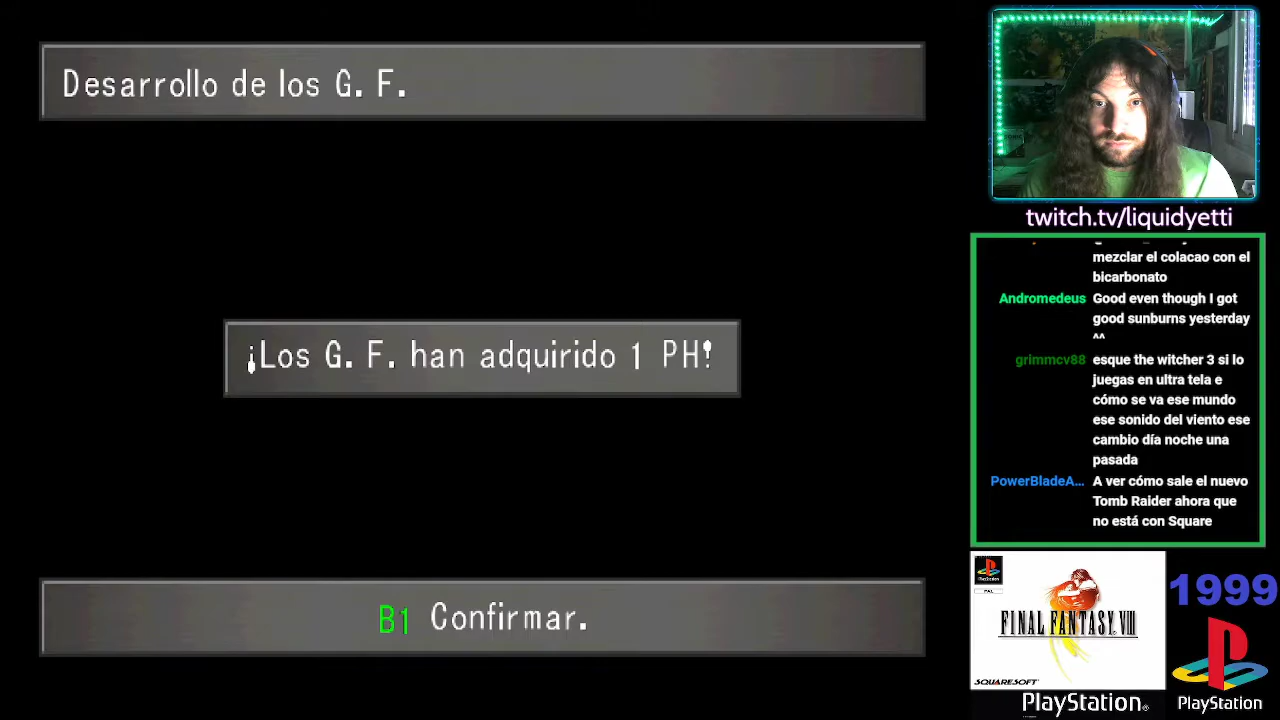 Desarrollo de los G. F.
¡Los G. F. han adquirido 1 PH!
B1 Confirmar.
twitch.tv/liquidyetti
mezclar el colacao con el
bicarbonato
Andromedeus Good even though I got
good sunburns yesterday
^^
grimmcv88 esque the witcher 3 si lo
juegas en ultra tela e
cómo se va ese mundo
ese sonido del viento ese
cambio día noche una
pasada
PowerBladeA... A ver cómo sale el nuevo
Tomb Raider ahora que
no está con Square
PlayStation
PAL
FINAL FANTASY VIII
SQUARESOFT
PlayStation
1999
PlayStation